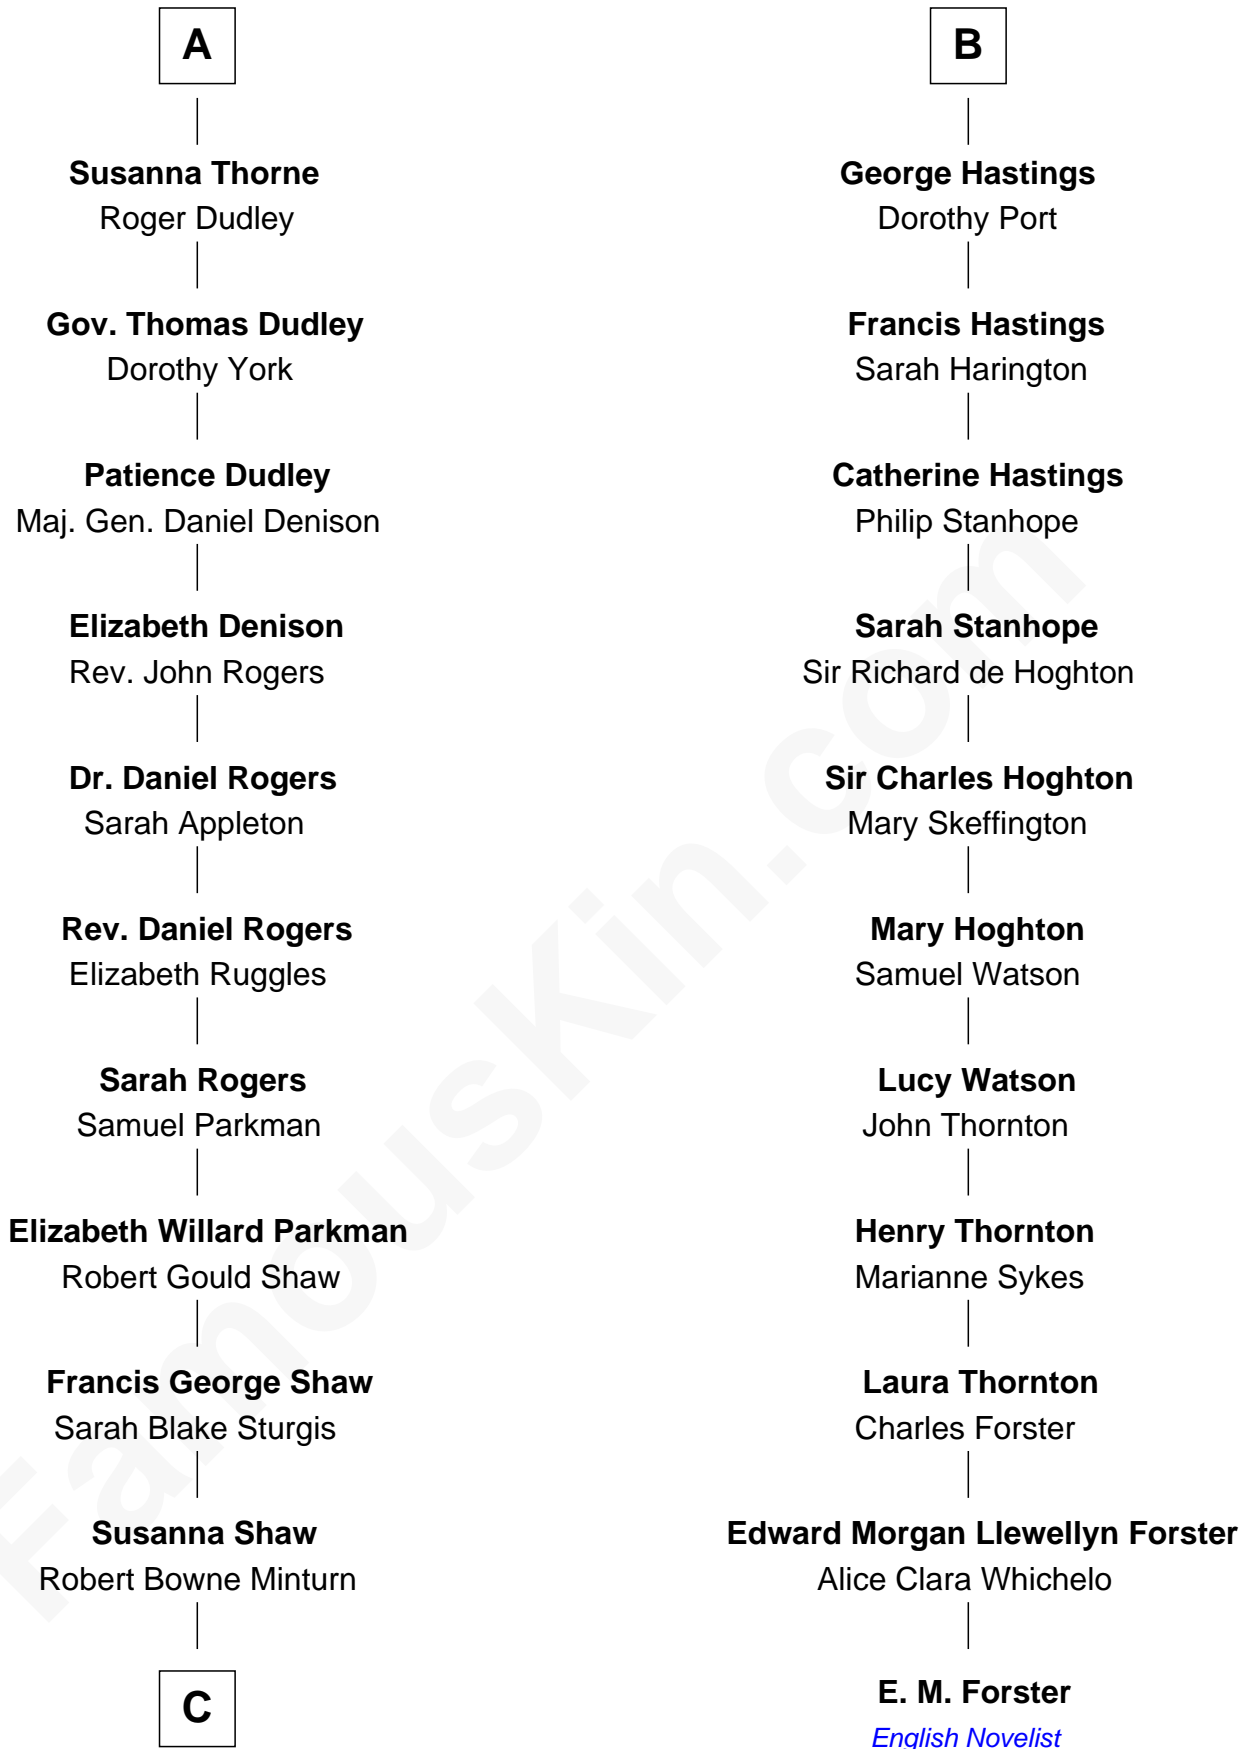 A
Susanna Thorne
Roger Dudley
Gov. Thomas Dudley
Dorothy York
Patience Dudley
Maj. Gen. Daniel Denison
Elizabeth Denison
Rev. John Rogers
Dr. Daniel Rogers
Sarah Appleton
Rev. Daniel Rogers
Elizabeth Ruggles
Sarah Rogers
Samuel Parkman
Elizabeth Willard Parkman
Robert Gould Shaw
Francis George Shaw
Sarah Blake Sturgis
Susanna Shaw
Robert Bowne Minturn
C
B
George Hastings
Dorothy Port
Francis Hastings
Sarah Harington
Catherine Hastings
Philip Stanhope
Sarah Stanhope
Sir Richard de Hoghton
Sir Charles Hoghton
Mary Skeffington
Mary Hoghton
Samuel Watson
Lucy Watson
John Thornton
Henry Thornton
Marianne Sykes
Laura Thornton
Charles Forster
Edward Morgan Llewellyn Forster
Alice Clara Whichelo
E. M. Forster
English Novelist
FamousKin.com